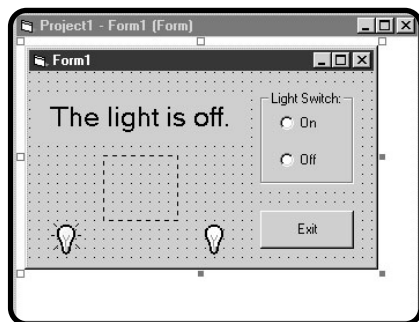 Project1 - Form1 (Form)
Form1
The light is off.
Light Switch:
On
Off
Exit